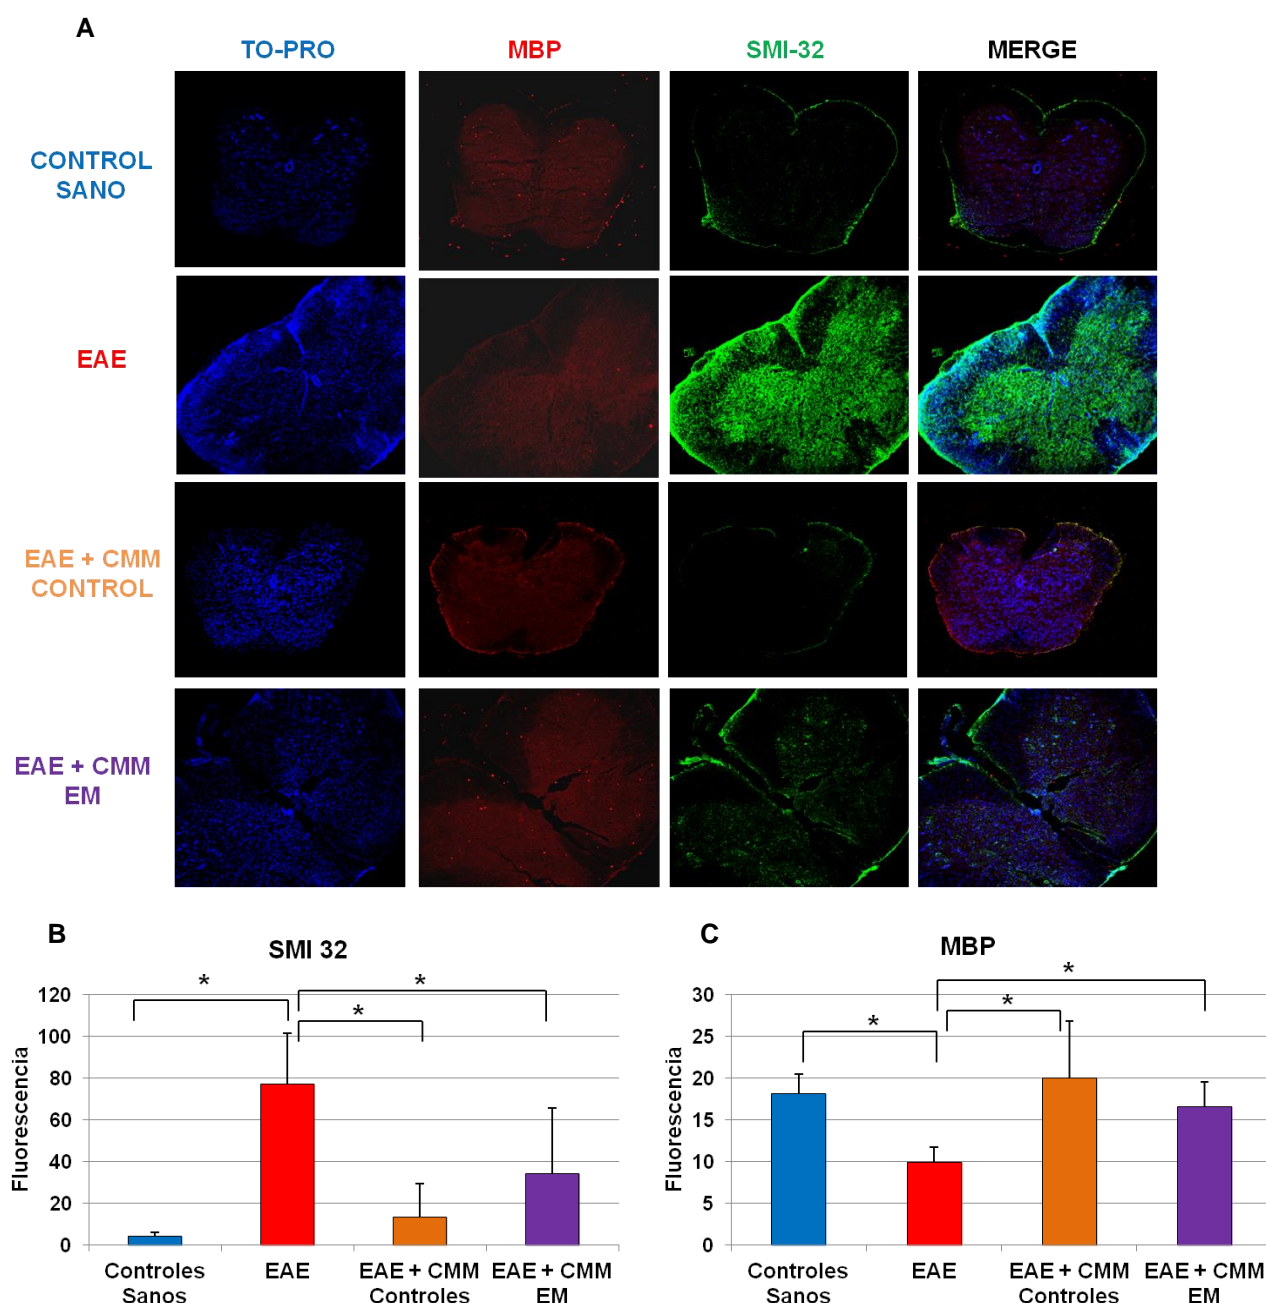 A
TO-PRO
MBP
SMI-32
MERGE
CONTROL
SANO
EAE
EAE + CMM
CONTROL
EAE + CMM
EM
B
SMI 32
*
*
*
120
100
80
60
40
20
0
Fluorescencia
Controles
Sanos
EAE
EAE + CMM
Controles
EAE + CMM
EM
C
MBP
*
*
*
30
25
20
15
10
5
0
Fluorescencia
Controles
Sanos
EAE
EAE + CMM
Controles
EAE + CMM
EM